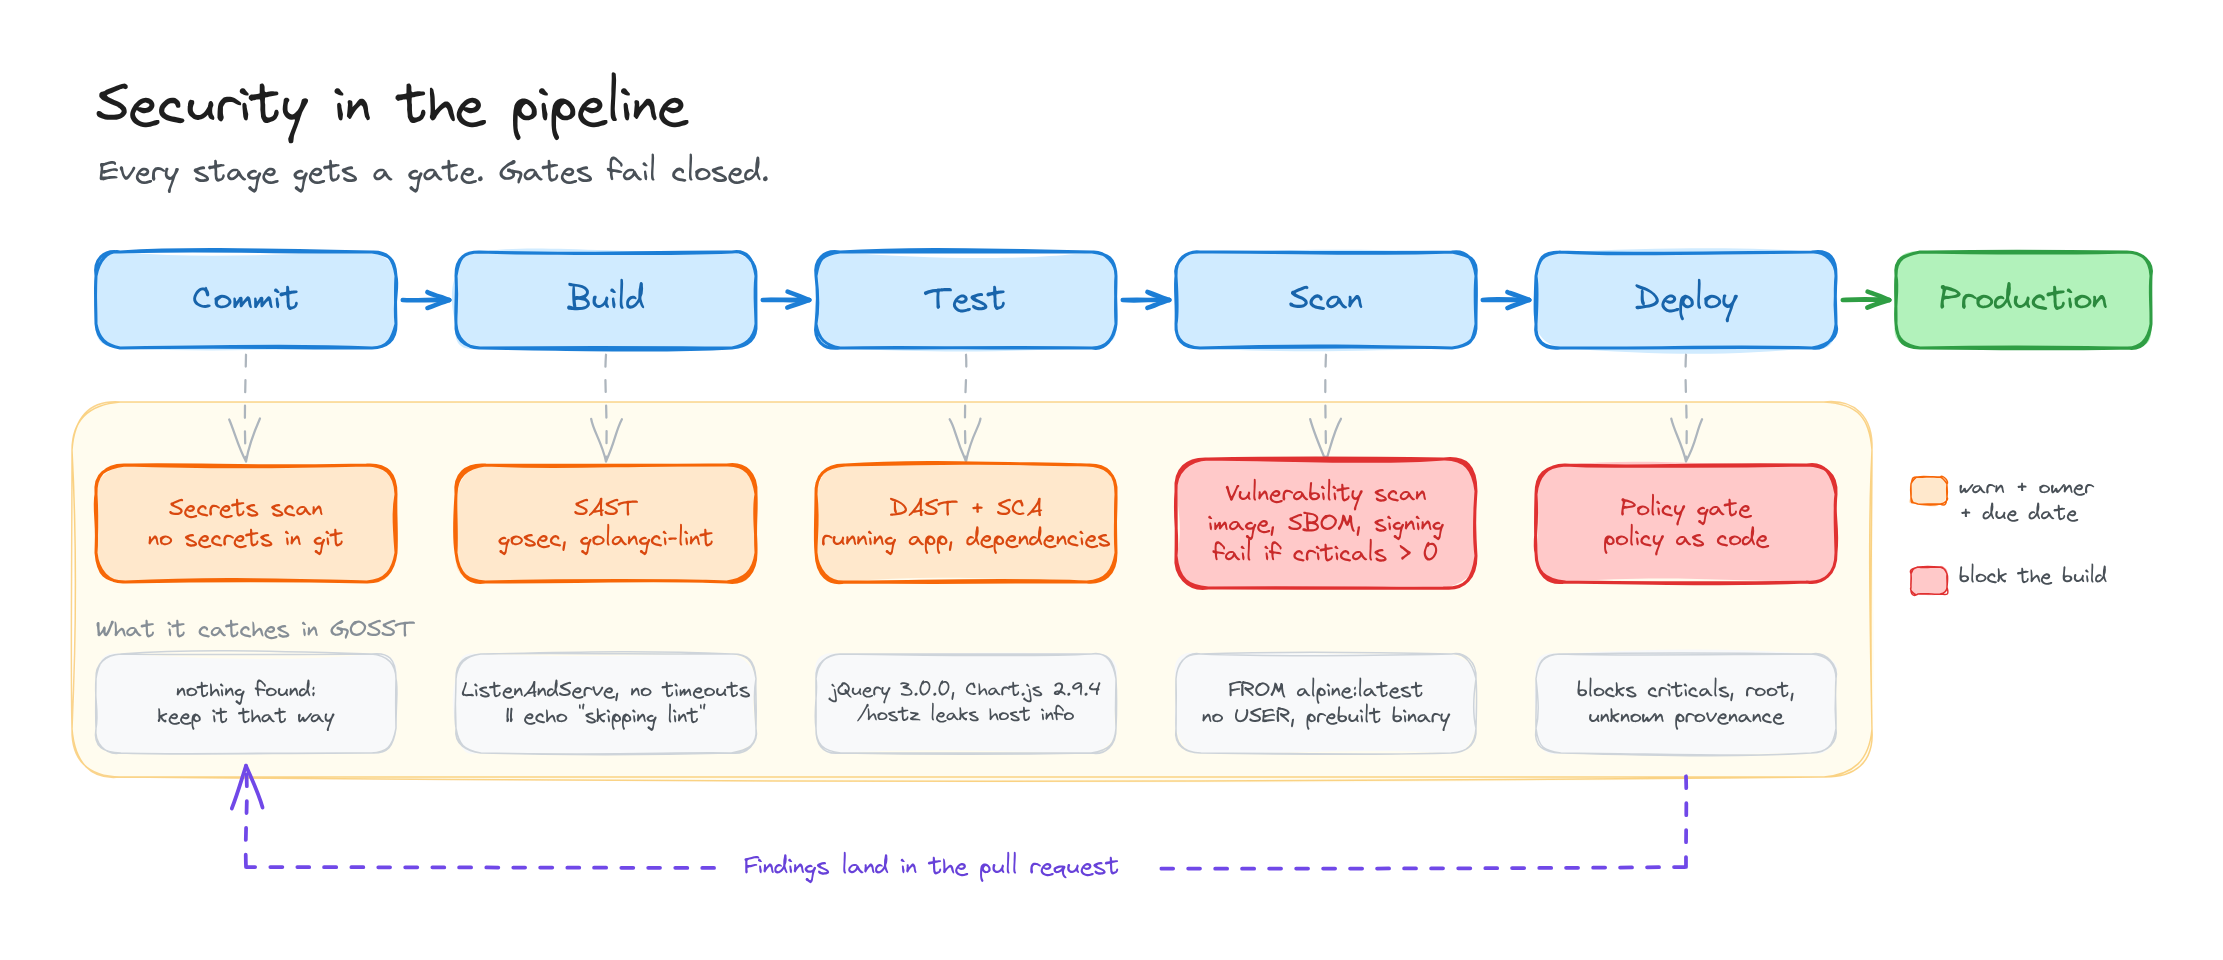 Security in the pipeline
Every stage gets a gate. Gates fail closed.
Commit
Build
Test
Scan
Deploy
Production
Secrets scan
no secrets in git
SAST
gosec, golangci-lint
DAST + SCA
running app, dependencies
Vulnerability scan
image, SBOM, signing
fail if criticals > 0
Policy gate
policy as code
warn + owner
+ due date
block the build
What it catches in GOSST
nothing found:
keep it that way
ListenAndServe, no timeouts
|| echo "skipping lint"
jQuery 3.0.0, Chart.js 2.9.4
/hostz leaks host info
FROM alpine:latest
no USER, prebuilt binary
blocks criticals, root,
unknown provenance
Findings land in the pull request